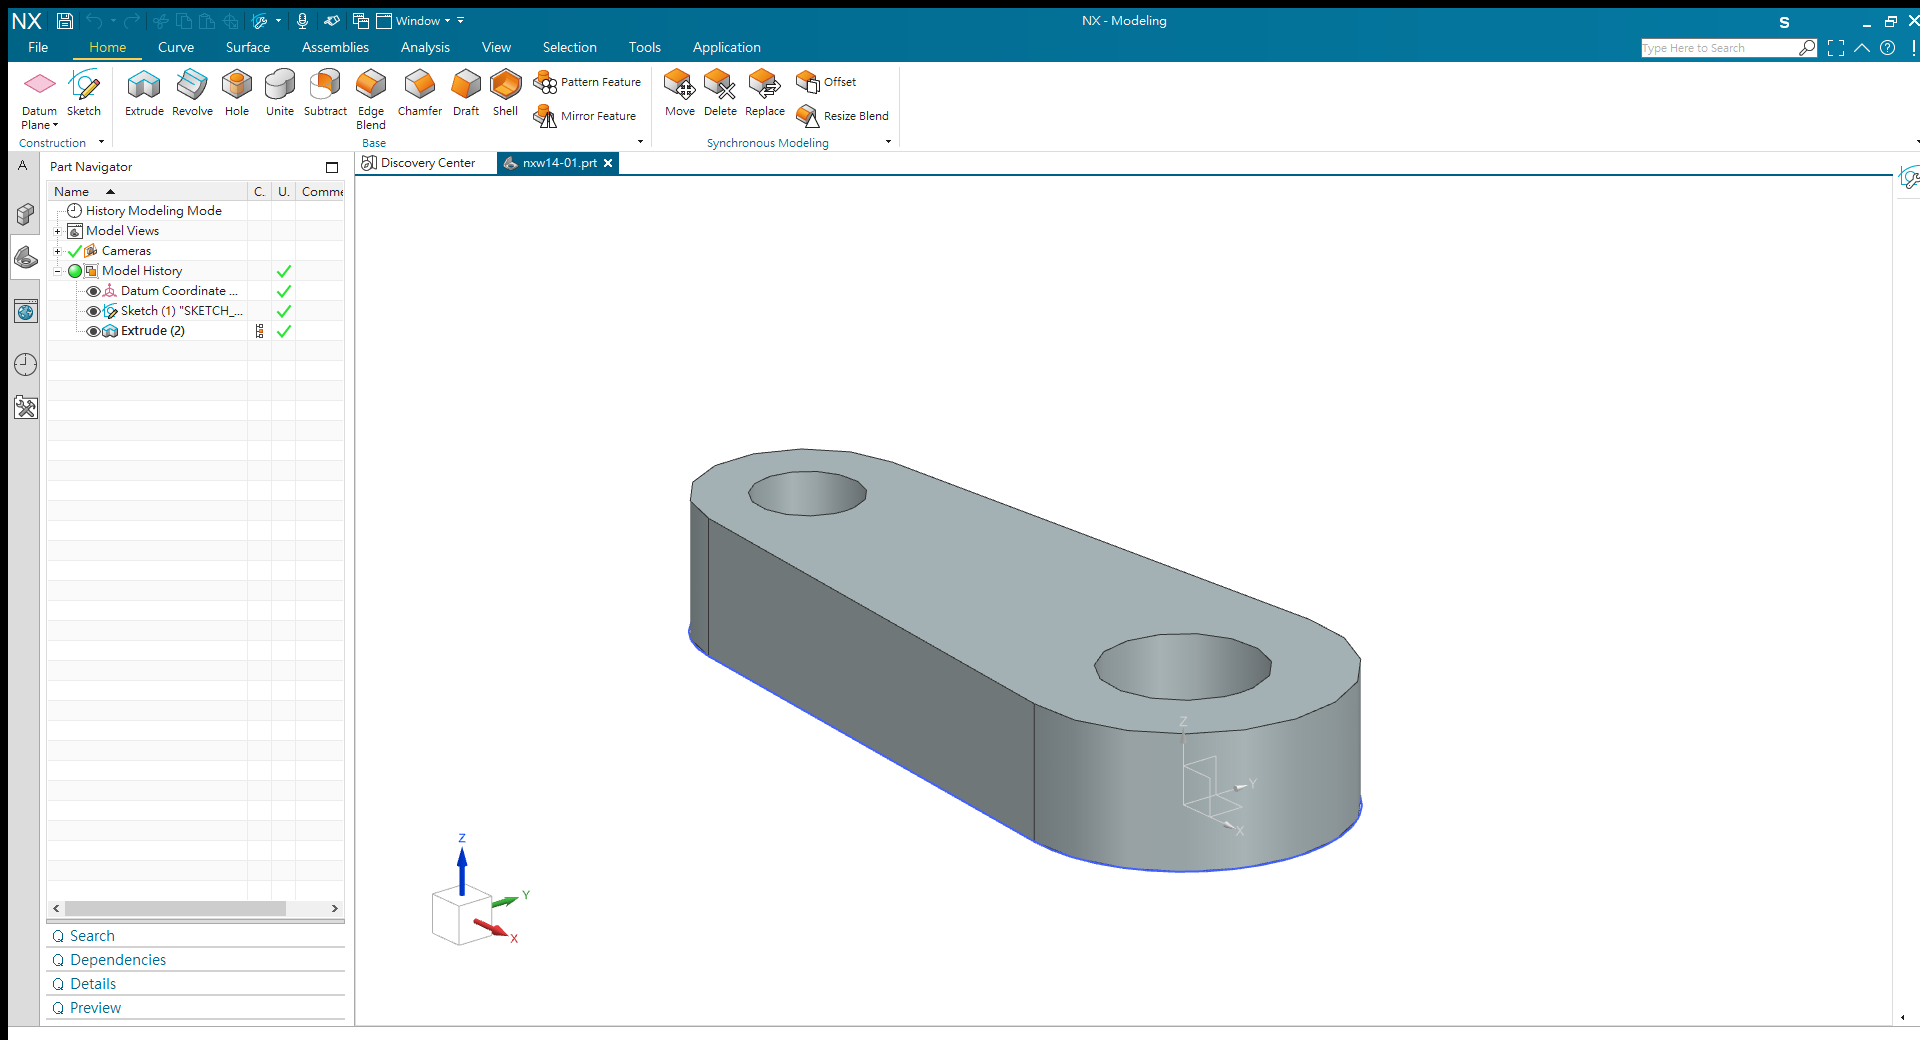 NX Window NX - Modeling S
File Home Curve Surface Assemblies Analysis View Selection Tools Application Type Here to Search
Datum Plane Sketch Extrude Revolve Hole Unite Subtract Edge Blend Chamfer Draft Shell Pattern Feature Mirror Feature Move Delete Replace Offset Resize Blend
Construction Base Synchronous Modeling
A Part Navigator Discovery Center nxw14-01.prt
Name C. U. Comme
History Modeling Mode
Model Views
Cameras
Model History
Datum Coordinate ...
Sketch (1) "SKETCH_...
Extrude (2)
Z
Y
X
Z
Y
X
Search
Dependencies
Details
Preview